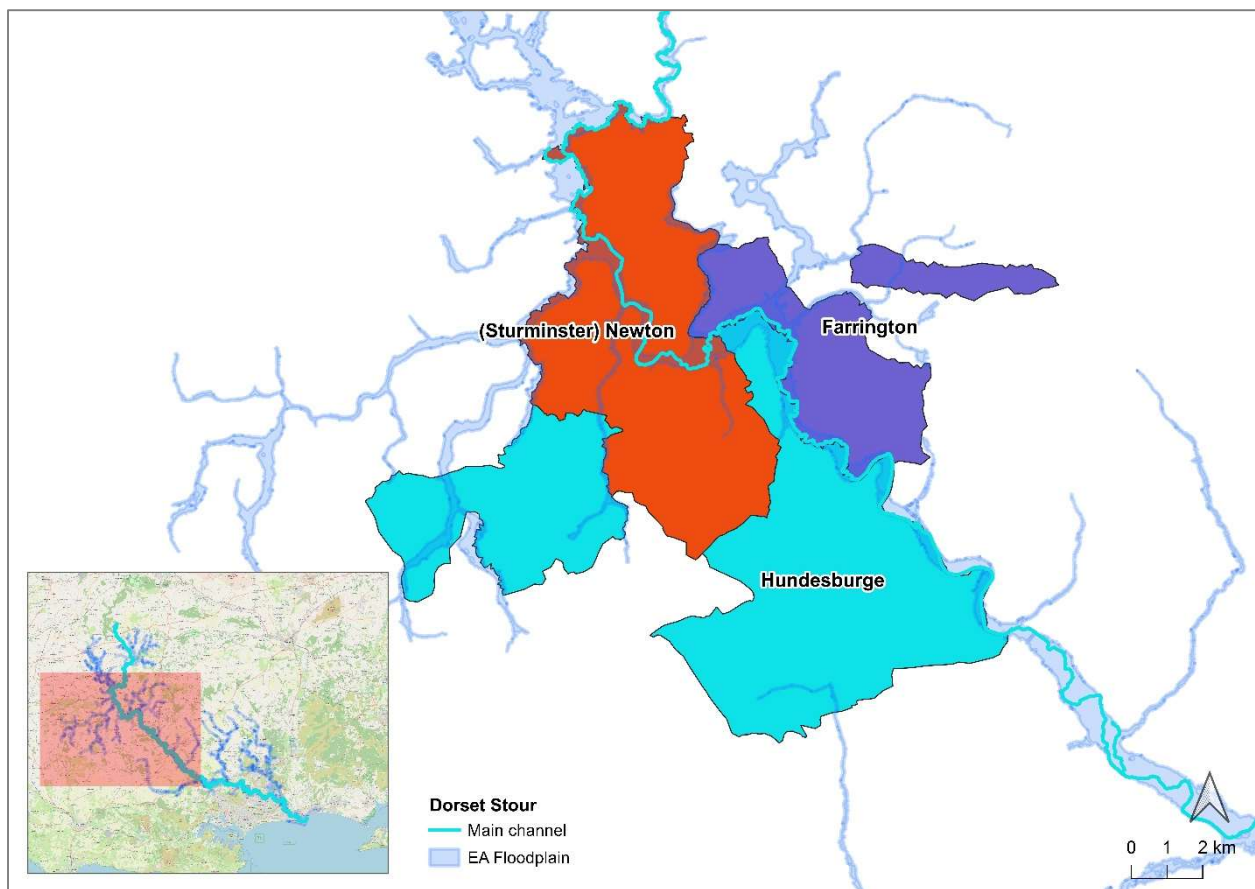 (Sturminster) Newton
Farrington
Hundesburge
Dorset Stour
Main channel
EA Floodplain
0 1 2 km